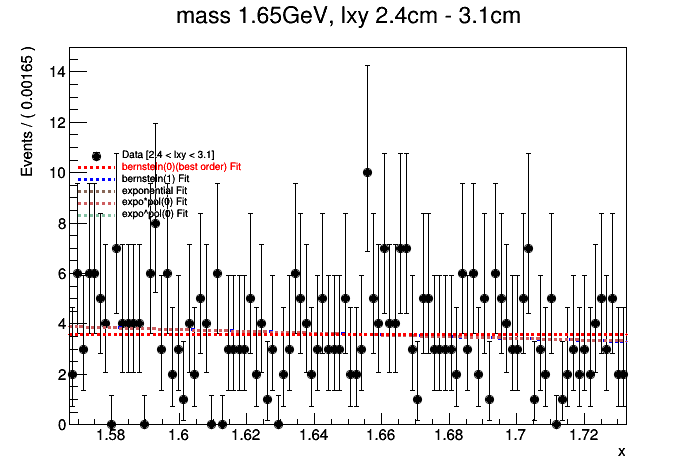 mass 1.65GeV, lxy 2.4cm - 3.1cm
Events / ( 0.00165 )
14
12
10
8
6
4
2
0
Data [2.4 < lxy < 3.1]
bernstein(0)(best order) Fit
bernstein(1) Fit
exponential Fit
expo*pol(0) Fit
expo^pol(0) Fit
1.58 1.6 1.62 1.64 1.66 1.68 1.7 1.72
x